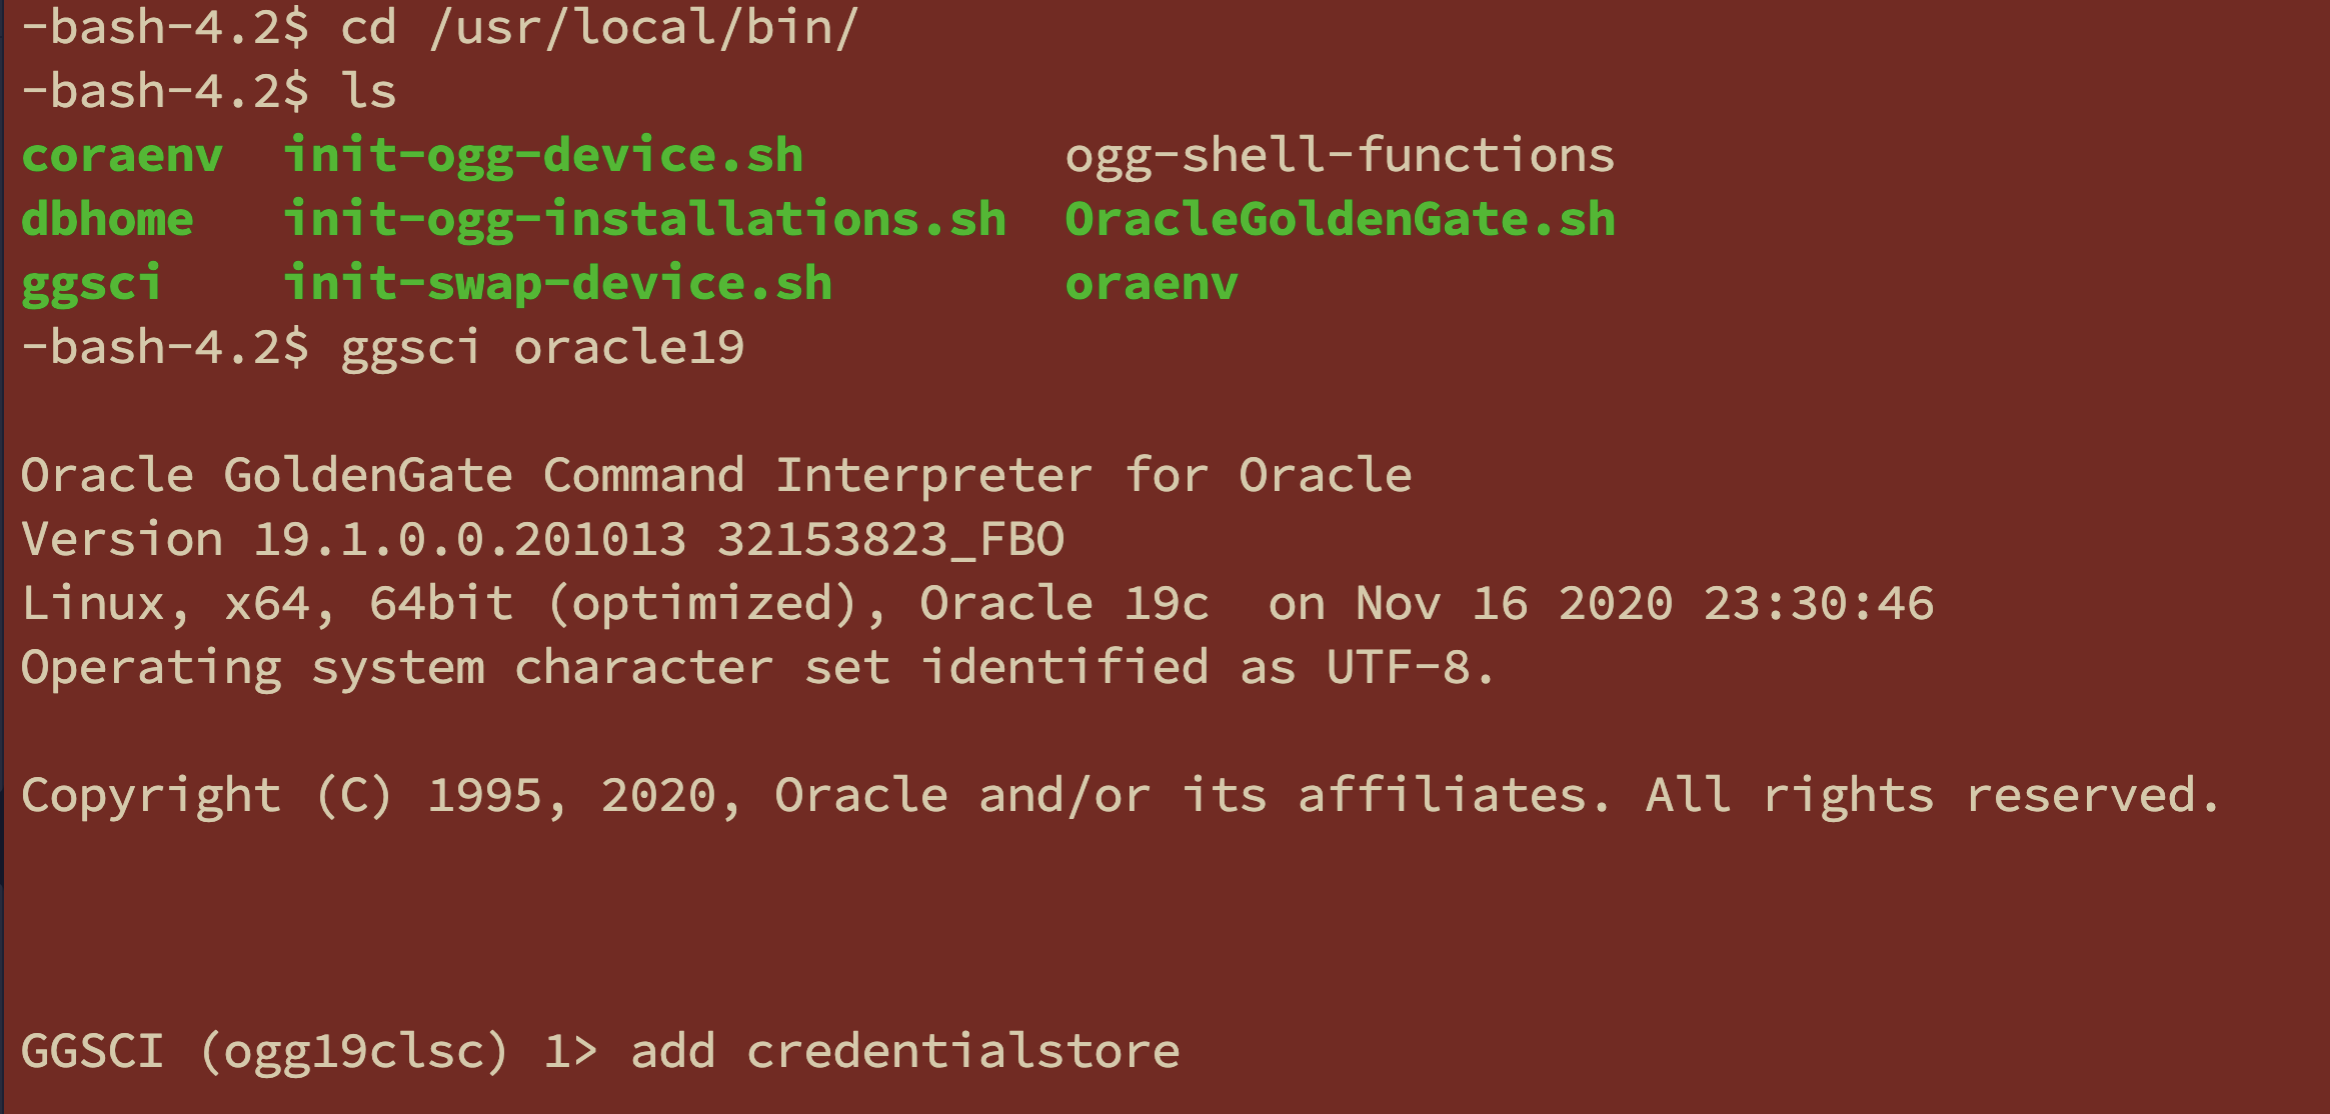 -bash-4.2$ cd /usr/local/bin/
-bash-4.2$ ls
coraenv  init-ogg-device.sh         ogg-shell-functions
dbhome   init-ogg-installations.sh  OracleGoldenGate.sh
ggsci    init-swap-device.sh        oraenv
-bash-4.2$ ggsci oracle19
Oracle GoldenGate Command Interpreter for Oracle
Version 19.1.0.0.201013 32153823_FBO
Linux, x64, 64bit (optimized), Oracle 19c  on Nov 16 2020 23:30:46
Operating system character set identified as UTF-8.
Copyright (C) 1995, 2020, Oracle and/or its affiliates. All rights reserved.
GGSCI (ogg19clsc) 1> add credentialstore